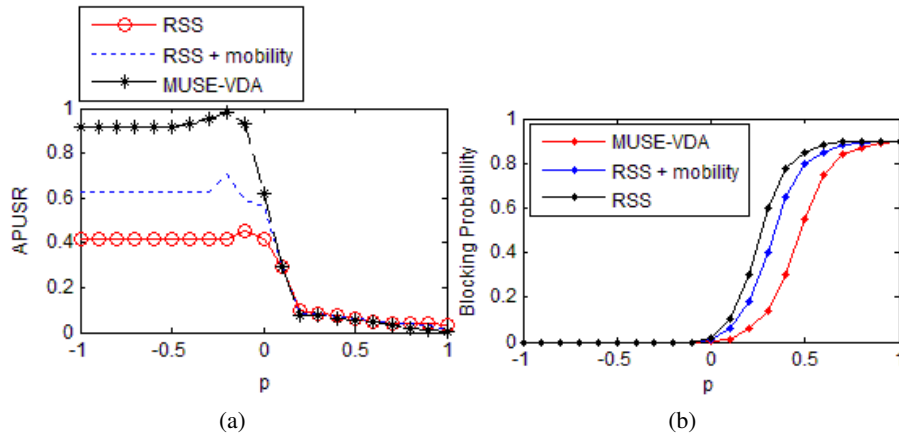 RSS
RSS + mobility
MUSE-VDA
1
0.8
0.6
0.4
0.2
0
APUSR
-1
-0.5
0
0.5
1
p
(a)
1
0.8
0.6
0.4
0.2
0
Blocking Probability
MUSE-VDA
RSS + mobility
RSS
-1
-0.5
0
0.5
1
p
(b)